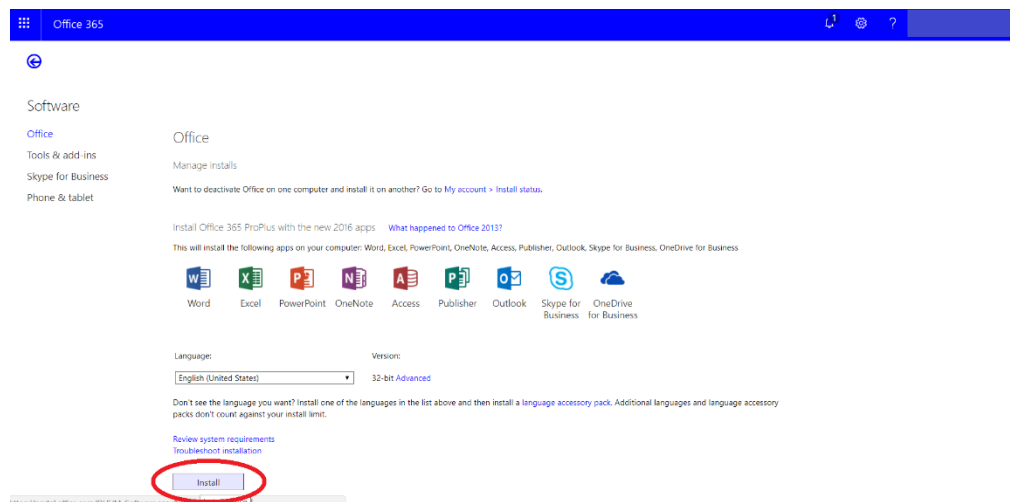 Office 365
1
?
Software
Office
Tools & add-ins
Skype for Business
Phone & tablet
Office
Manage installs
Want to deactivate Office on one computer and install it on another? Go to My account > Install status.
Install Office 365 ProPlus with the new 2016 apps What happened to Office 2013?
This will install the following apps on your computer: Word, Excel, PowerPoint, OneNote, Access, Publisher, Outlook, Skype for Business, OneDrive for Business
Word Excel PowerPoint OneNote Access Publisher Outlook Skype for Business OneDrive for Business
Language: Version:
English (United States) 32-bit Advanced
Don't see the language you want? Install one of the languages in the list above and then install a language accessory pack. Additional languages and language accessory
packs don't count against your install limit.
Review system requirements
Troubleshoot installation
Install